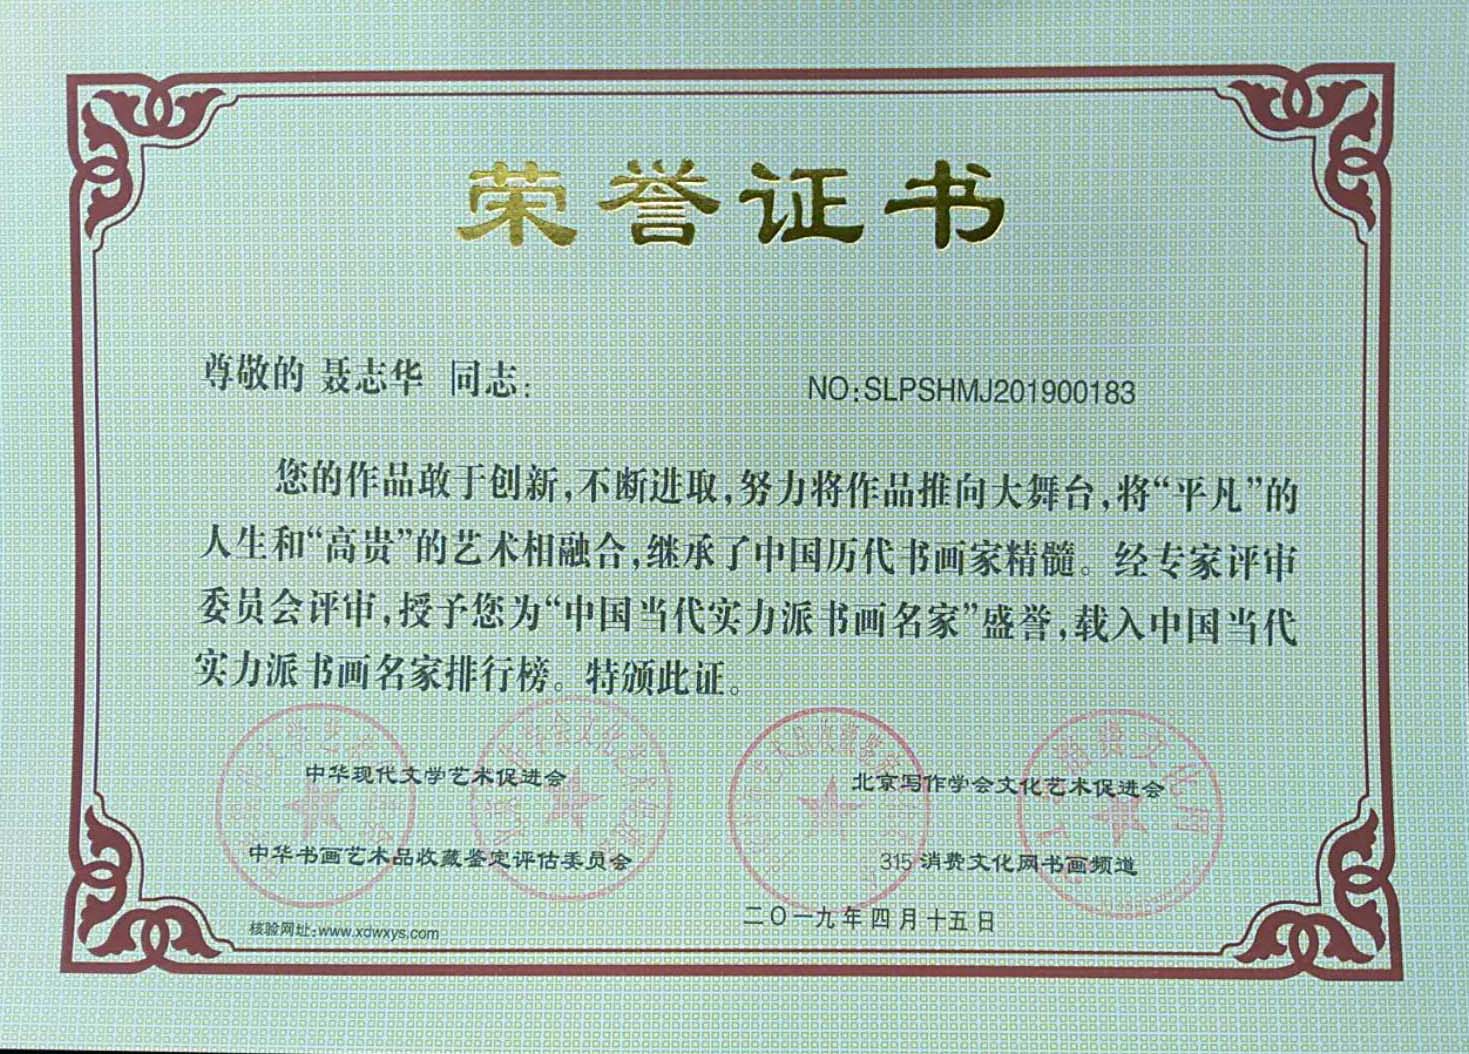 荣誉证书
尊敬的 聂志华 同志: NO:SLPSHMJ201900183
您的作品敢于创新,不断进取,努力将作品推向大舞台,将“平凡”的
人生和“高贵”的艺术相融合,继承了中国历代书画家精髓。经专家评审
委员会评审,授予您为“中国当代实力派书画名家”盛誉,载入中国当代
实力派书画名家排行榜。特颁此证。
中华现代文学艺术促进会 北京写作学会文化艺术促进会
中华书画艺术品收藏鉴定评估委员会 315 消费文化网书画频道
二〇一九年四月十五日
核验网址:www.xdwxys.com